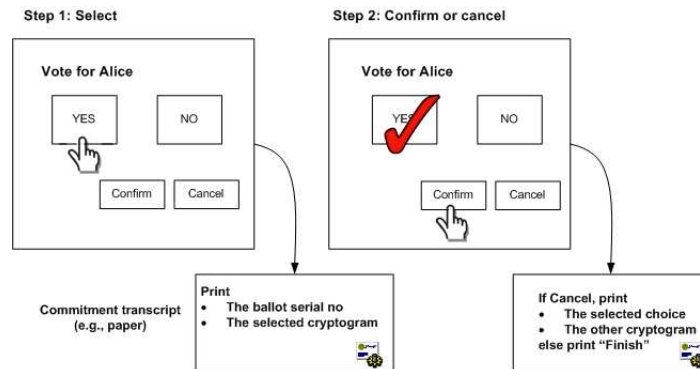 Step 1: Select
Step 2: Confirm or cancel
Vote for Alice
YES
NO
Confirm
Cancel
Vote for Alice
YES
NO
Confirm
Cancel
Commitment transcript
(e.g., paper)
Print
• The ballot serial no
• The selected cryptogram
If Cancel, print
• The selected choice
• The other cryptogram
else print “Finish”